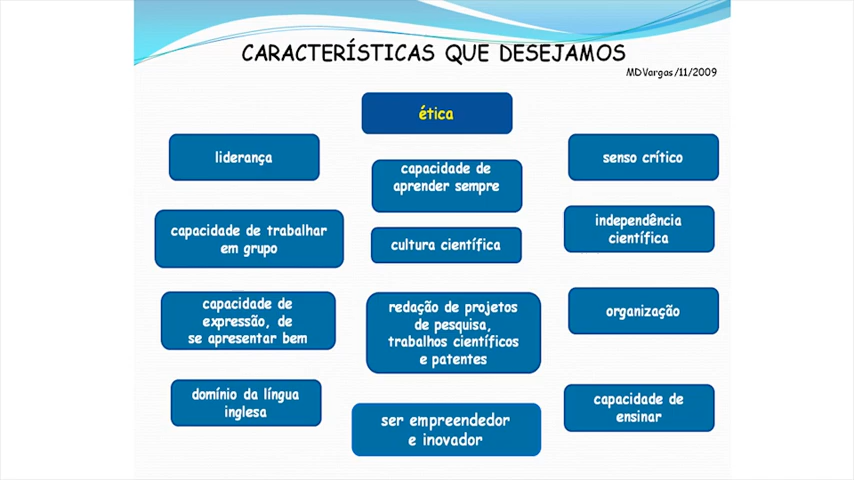 CARACTERÍSTICAS QUE DESEJAMOS
MDVargas/11/2009
ética
liderança
capacidade de
aprender sempre
senso crítico
capacidade de trabalhar
em grupo
cultura científica
independência
científica
capacidade de
expressão, de
se apresentar bem
redação de projetos
de pesquisa,
trabalhos científicos
e patentes
organização
domínio da língua
inglesa
ser empreendedor
e inovador
capacidade de
ensinar